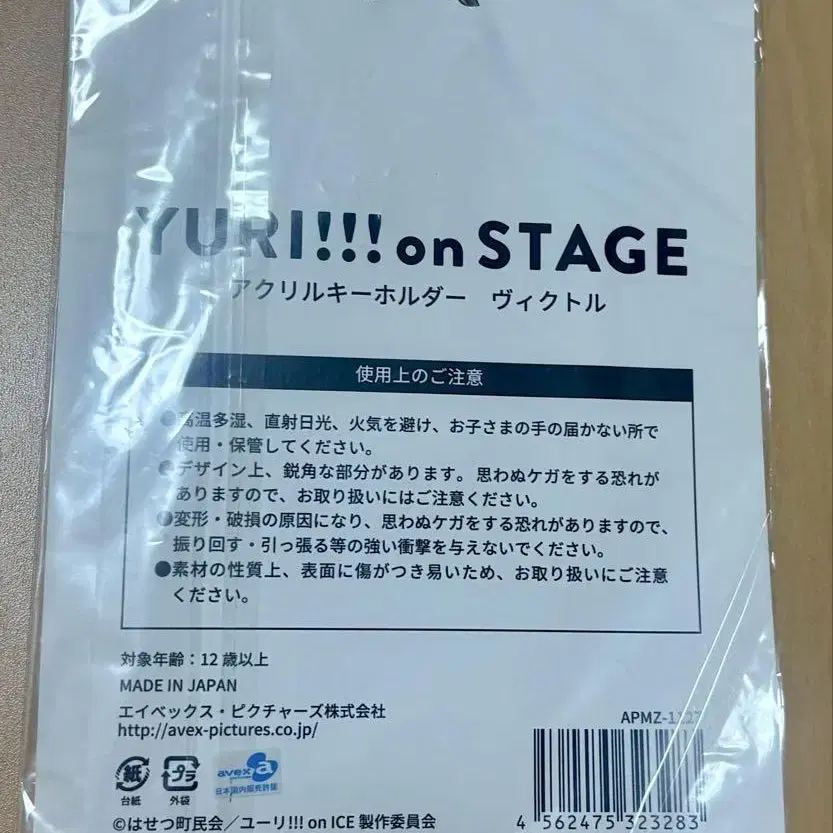 YURI!!! on STAGE
アクリルキーホルダー　ヴィクトル
使用上のご注意
●高温多湿、直射日光、火気を避け、お子さまの手の届かない所で
使用・保管してください。
●デザイン上、鋭角な部分があります。思わぬケガをする恐れが
ありますので、お取り扱いにはご注意ください。
●変形・破損の原因になり、思わぬケガをする恐れがありますので、
振り回す・引っ張る等の強い衝撃を与えないでください。
●素材の性質上、表面に傷がつき易いため、お取り扱いにご注意
ください。
対象年齢：12歳以上
MADE IN JAPAN
エイベックス・ピクチャーズ株式会社
http://avex-pictures.co.jp/
紙
台紙
プラ
外袋
avex
pictures
a
日本国内販売許諾
4 562475 323283
©はせつ町民会／ユーリ!!! on ICE 製作委員会